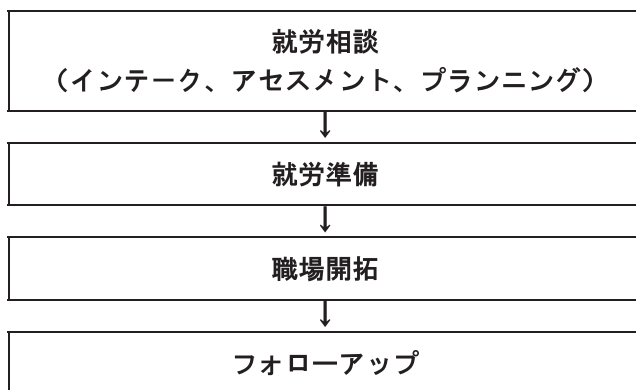 就労相談
（インテーク、アセスメント、プランニング）
就労準備
職場開拓
フォローアップ